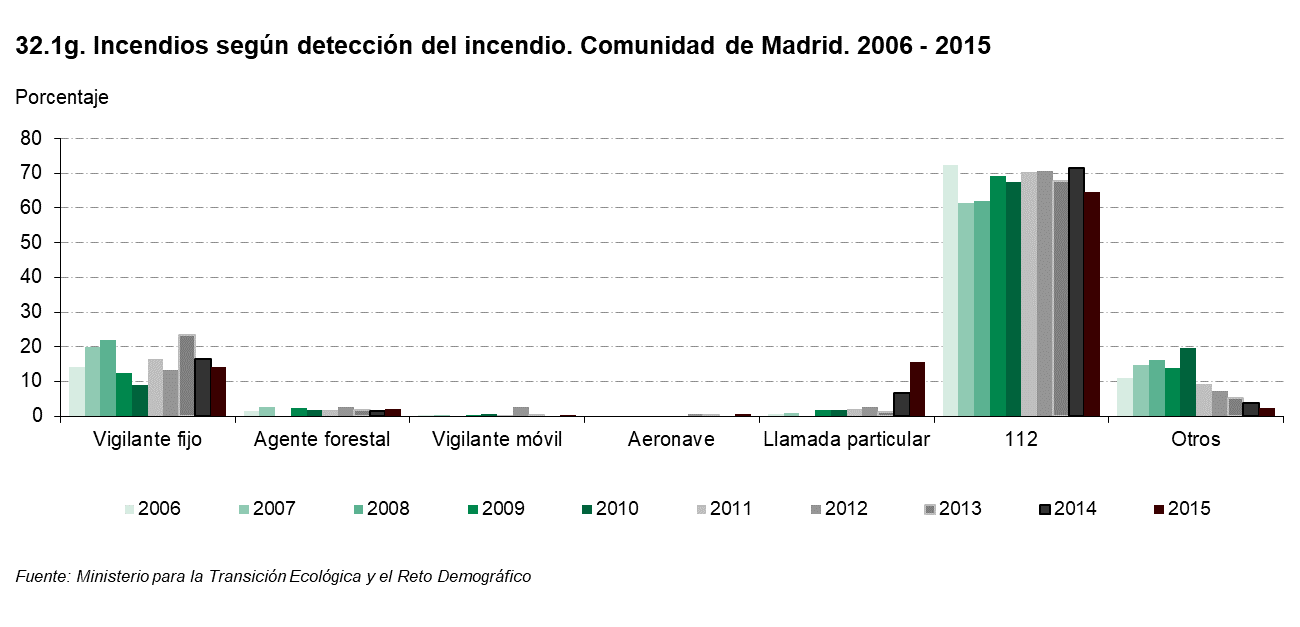 32.1g. Incendios según detección del incendio. Comunidad de Madrid. 2006 - 2015
Porcentaje
80
70
60
50
40
30
20
10
0
Vigilante fijo Agente forestal Vigilante móvil Aeronave Llamada particular 112 Otros
2006 2007 2008 2009 2010 2011 2012 2013 2014 2015
Fuente: Ministerio para la Transición Ecológica y el Reto Demográfico